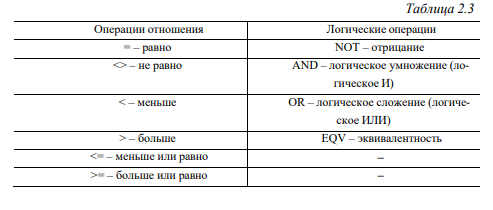 Таблица 2.3
Операции отношения Логические операции
= – равно NOT – отрицание
<> – не равно AND – логическое умножение (ло-
гическое И)
< – меньше OR – логическое сложение (логиче-
ское ИЛИ)
> – больше EQV – эквивалентность
<= – меньше или равно –
>= – больше или равно –